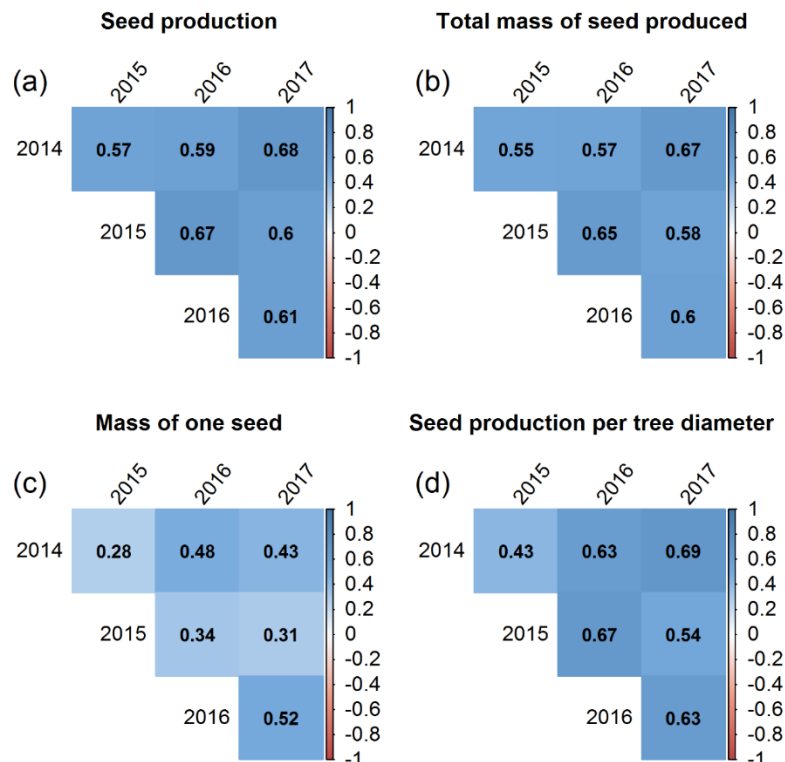 Seed production
(a)
2015 2016 2017
2014 0.57 0.59 0.68
2015 0.67 0.6
2016 0.61
1
0.8
0.6
0.4
0.2
0
-0.2
-0.4
-0.6
-0.8
-1
Total mass of seed produced
(b)
2015 2016 2017
2014 0.55 0.57 0.67
2015 0.65 0.58
2016 0.6
1
0.8
0.6
0.4
0.2
0
-0.2
-0.4
-0.6
-0.8
-1
Mass of one seed
(c)
2015 2016 2017
2014 0.28 0.48 0.43
2015 0.34 0.31
2016 0.52
1
0.8
0.6
0.4
0.2
0
-0.2
-0.4
-0.6
-0.8
-1
Seed production per tree diameter
(d)
2015 2016 2017
2014 0.43 0.63 0.69
2015 0.67 0.54
2016 0.63
1
0.8
0.6
0.4
0.2
0
-0.2
-0.4
-0.6
-0.8
-1